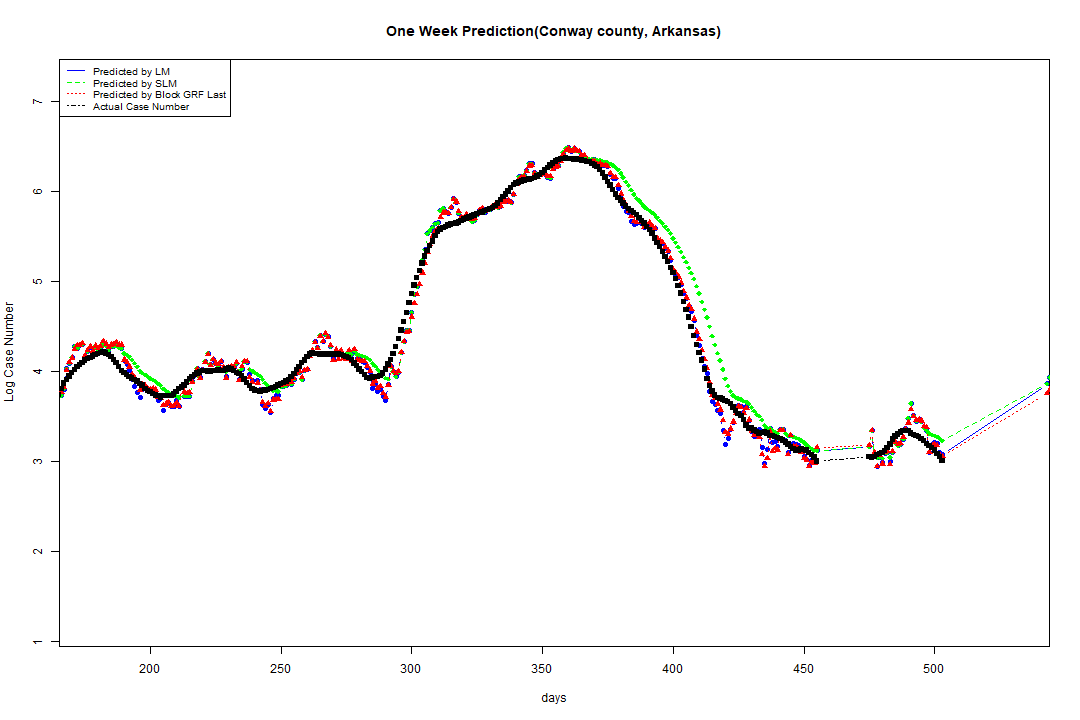 One Week Prediction(Conway county, Arkansas)
Predicted by LM
Predicted by SLM
Predicted by Block GRF Last
Actual Case Number
7
6
5
4
3
2
1
Log Case Number
200 250 300 350 400 450 500
days